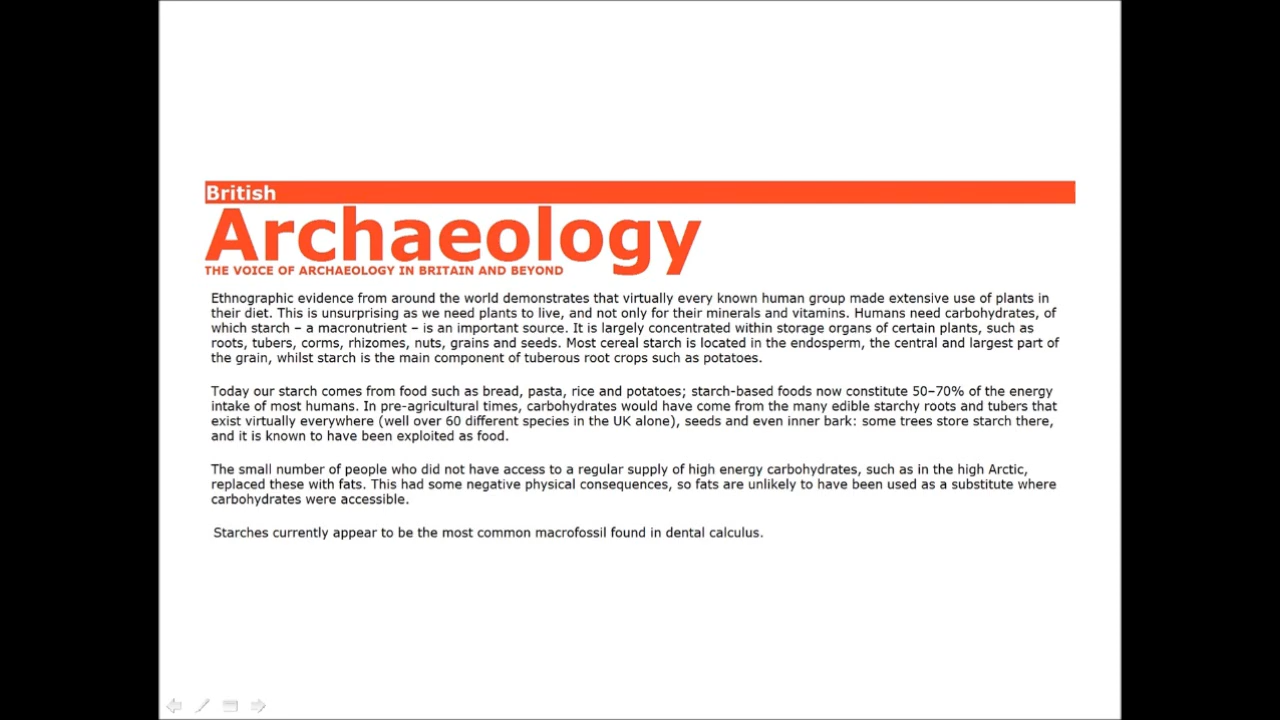 British
Archaeology
THE VOICE OF ARCHAEOLOGY IN BRITAIN AND BEYOND
Ethnographic evidence from around the world demonstrates that virtually every known human group made extensive use of plants in
their diet. This is unsurprising as we need plants to live, and not only for their minerals and vitamins. Humans need carbohydrates, of
which starch – a macronutrient – is an important source. It is largely concentrated within storage organs of certain plants, such as
roots, tubers, corms, rhizomes, nuts, grains and seeds. Most cereal starch is located in the endosperm, the central and largest part of
the grain, whilst starch is the main component of tuberous root crops such as potatoes.
Today our starch comes from food such as bread, pasta, rice and potatoes; starch-based foods now constitute 50–70% of the energy
intake of most humans. In pre-agricultural times, carbohydrates would have come from the many edible starchy roots and tubers that
exist virtually everywhere (well over 60 different species in the UK alone), seeds and even inner bark: some trees store starch there,
and it is known to have been exploited as food.
The small number of people who did not have access to a regular supply of high energy carbohydrates, such as in the high Arctic,
replaced these with fats. This had some negative physical consequences, so fats are unlikely to have been used as a substitute where
carbohydrates were accessible.
Starches currently appear to be the most common macrofossil found in dental calculus.